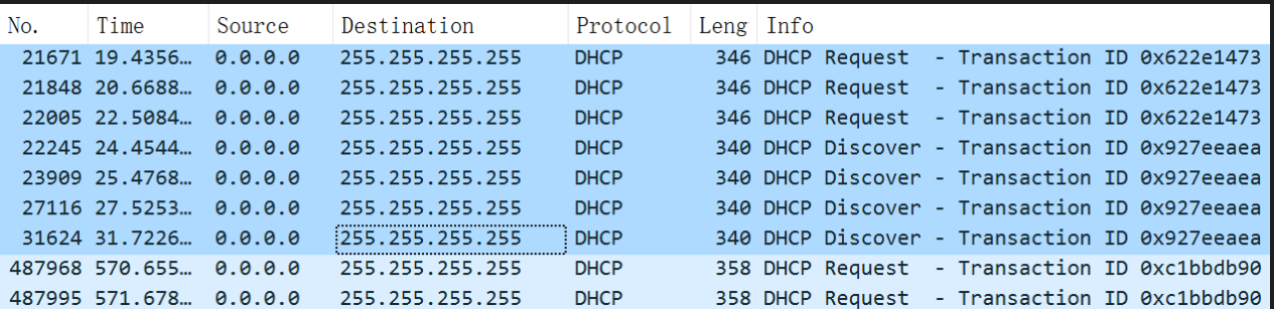 No. Time Source Destination Protocol Leng Info
21671 19.4356… 0.0.0.0 255.255.255.255 DHCP 346 DHCP Request - Transaction ID 0x622e1473
21848 20.6688… 0.0.0.0 255.255.255.255 DHCP 346 DHCP Request - Transaction ID 0x622e1473
22005 22.5084… 0.0.0.0 255.255.255.255 DHCP 346 DHCP Request - Transaction ID 0x622e1473
22245 24.4544… 0.0.0.0 255.255.255.255 DHCP 340 DHCP Discover - Transaction ID 0x927eeaea
23909 25.4768… 0.0.0.0 255.255.255.255 DHCP 340 DHCP Discover - Transaction ID 0x927eeaea
27116 27.5253… 0.0.0.0 255.255.255.255 DHCP 340 DHCP Discover - Transaction ID 0x927eeaea
31624 31.7226… 0.0.0.0 255.255.255.255 DHCP 340 DHCP Discover - Transaction ID 0x927eeaea
487968 570.655… 0.0.0.0 255.255.255.255 DHCP 358 DHCP Request - Transaction ID 0xc1bbdb90
487995 571.678… 0.0.0.0 255.255.255.255 DHCP 358 DHCP Request - Transaction ID 0xc1bbdb90